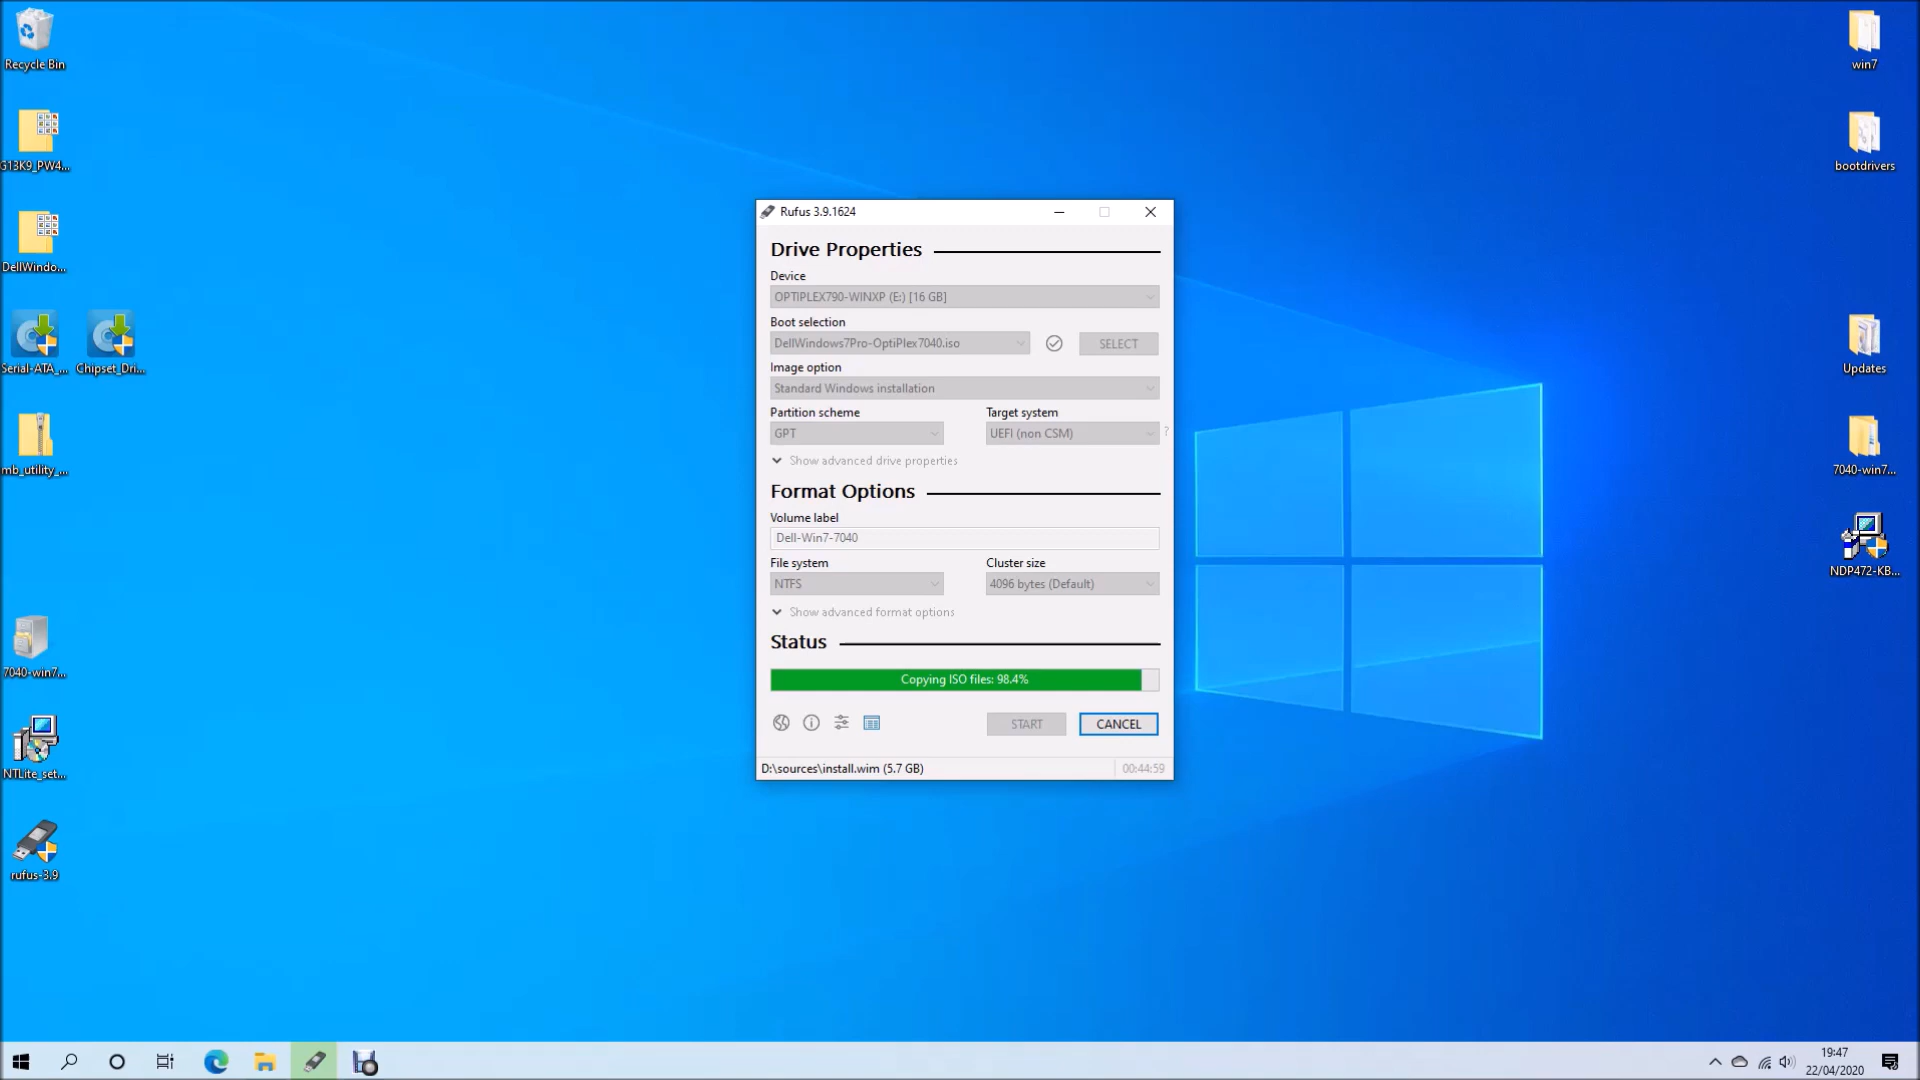 Recycle Bin
G13K9_PW4...
DellWindo...
Serial-ATA_...
Chipset_Dri...
mb_utility_...
7040-win7...
NTLite_set...
rufus-3.9
Rufus 3.9.1624
Drive Properties
Device
OPTIPLEX790-WINXP (E:) [16 GB]
Boot selection
DellWindows7Pro-OptiPlex7040.iso
SELECT
Image option
Standard Windows installation
Partition scheme
Target system
GPT
UEFI (non CSM)
?
Show advanced drive properties
Format Options
Volume label
Dell-Win7-7040
File system
Cluster size
NTFS
4096 bytes (Default)
Show advanced format options
Status
Copying ISO files: 98.4%
START
CANCEL
D:\sources\install.wim (5.7 GB)
00:44:59
win7
bootdrivers
Updates
7040-win7...
NDP472-KB...
19:47
22/04/2020